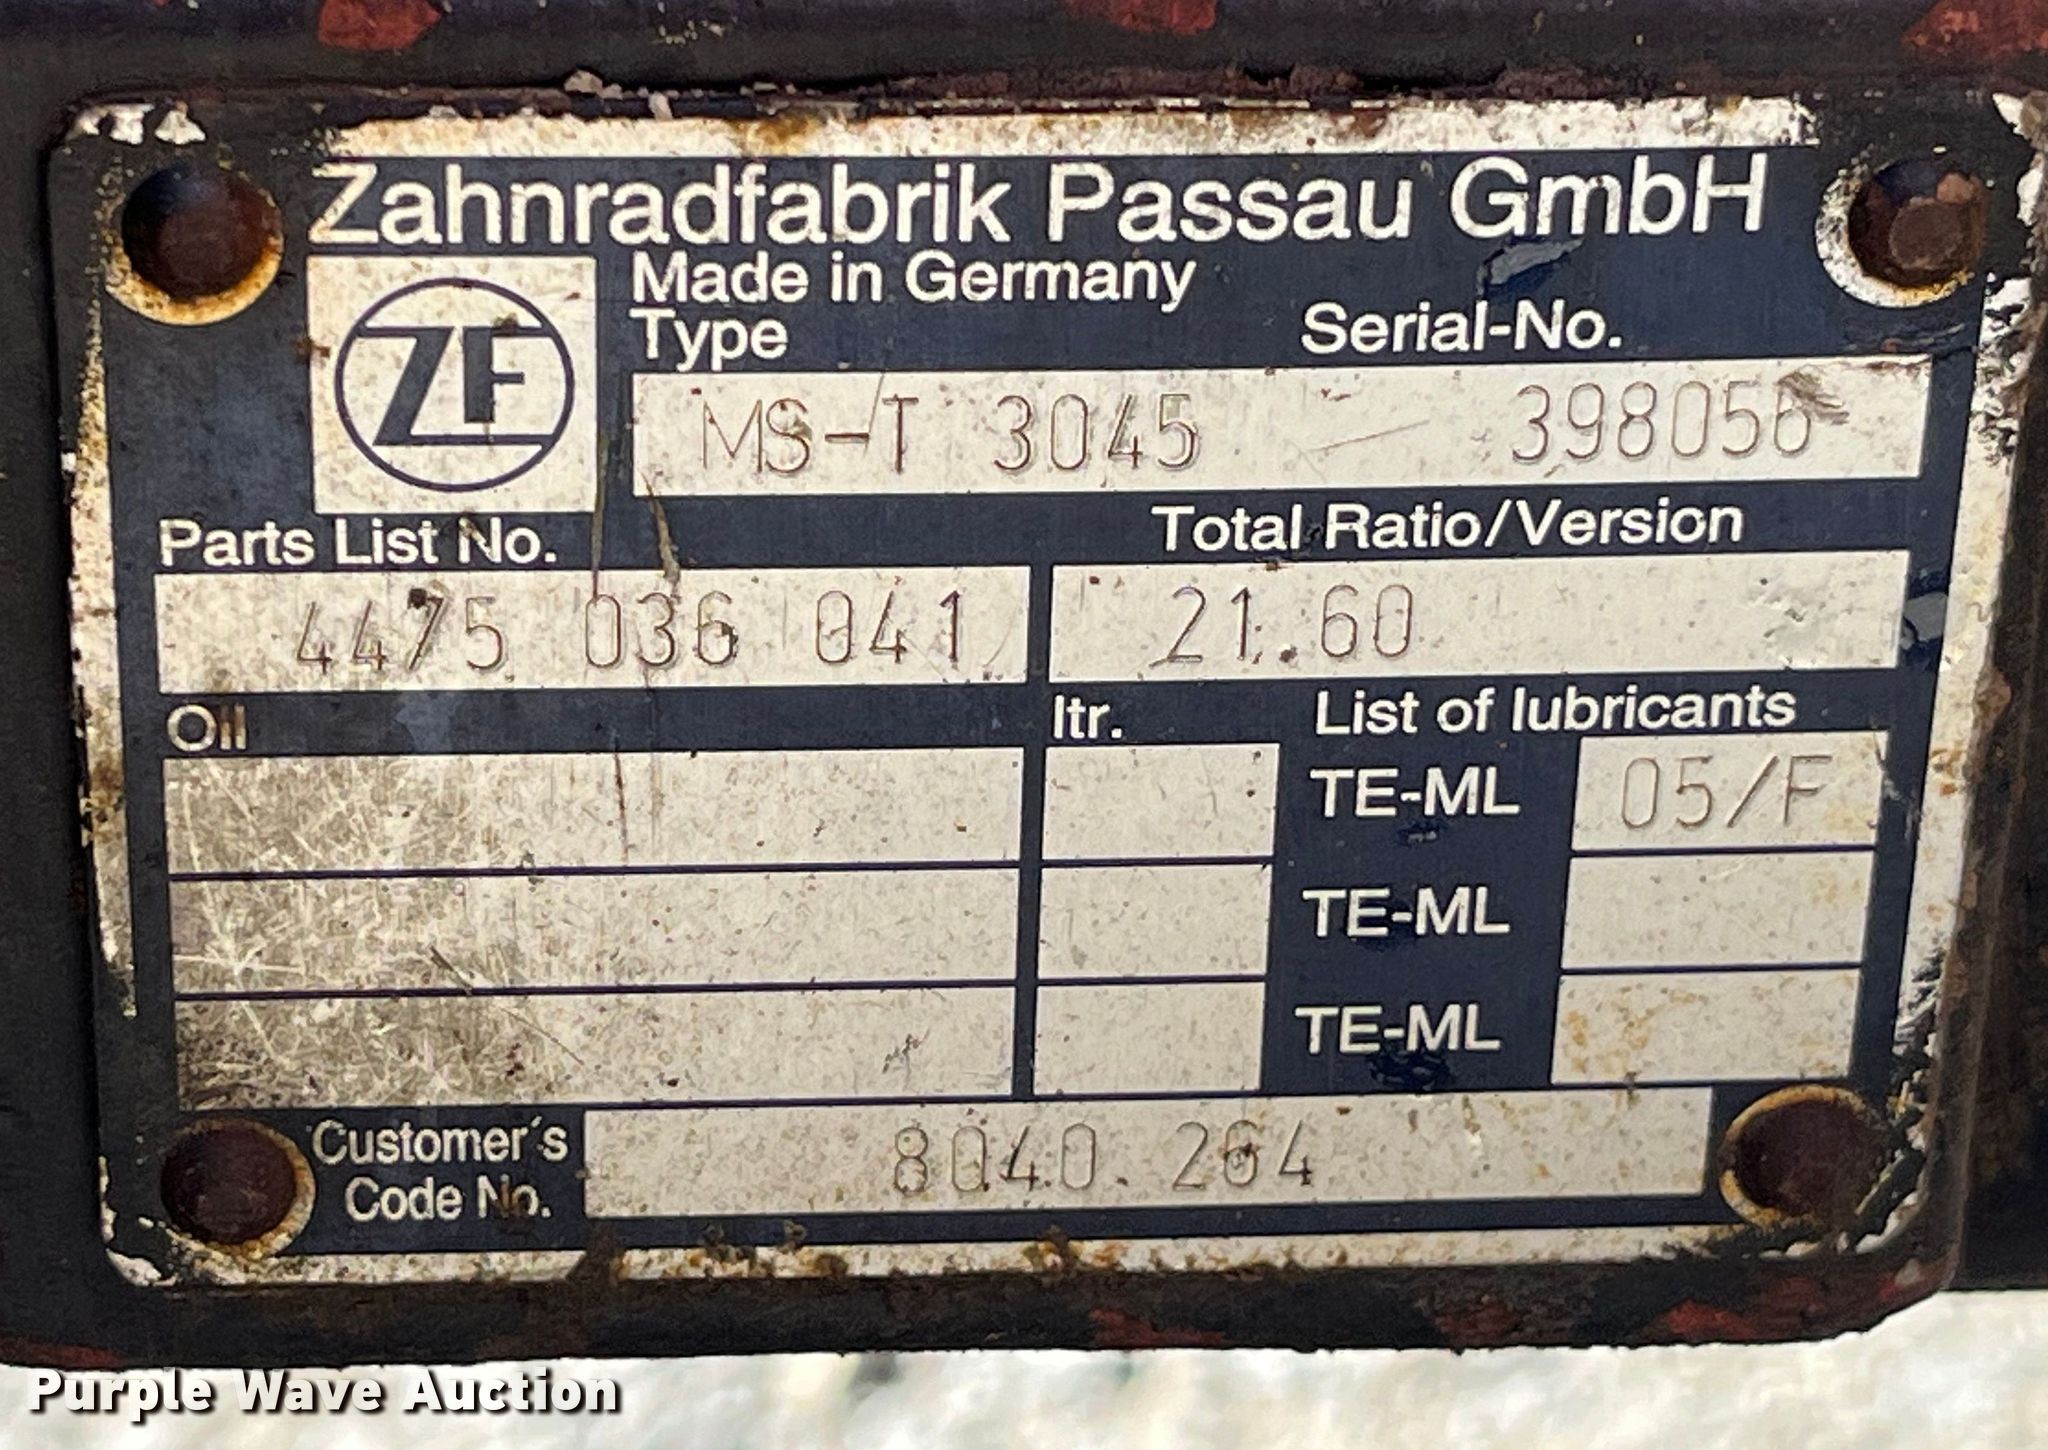 Zahnradfabrik Passau GmbH
ZF
Made in Germany
Type Serial-No.
MS-T 3045 398056
Parts List No. Total Ratio/Version
4475 036 041 21.60
Oil ltr. List of lubricants
TE-ML 05/F
TE-ML
TE-ML
Customer´s
Code No. 8040.264
Purple Wave Auction